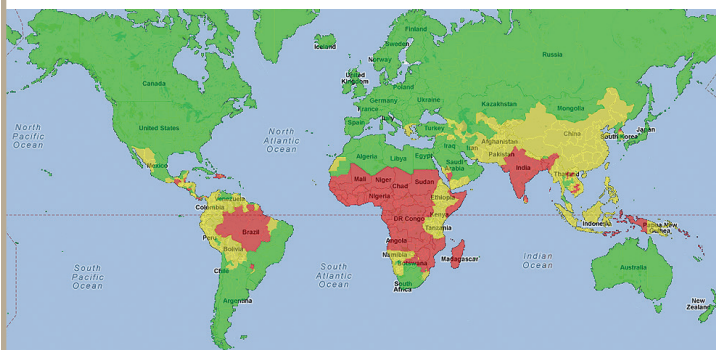 Finland
Iceland
Sweden
Russia
Norway
Canada
United
Kingdom
Poland
Germany
Ukraine
France
Kazakhstan
Mongolia
North
Pacific
Ocean
United States
North
Atlantic
Ocean
Spain
Italy
Turkey
China
South Korea
Japan
Iraq
Iran
Afghanistan
Pakistan
Mexico
Algeria
Libya
Egypt
Saudi
Arabia
India
Mali
Niger
Chad
Sudan
Thailand
Venezuela
Colombia
Nigeria
Ethiopia
Kenya
DR Congo
Tanzania
Indonesia
Papua New
Guinea
Peru
Brazil
Bolivia
Angola
Namibia
Botswana
Madagascar
South
Pacific
Ocean
Chile
South
Atlantic
Ocean
Indian
Ocean
Australia
South
Africa
Argentina
New
Zealand